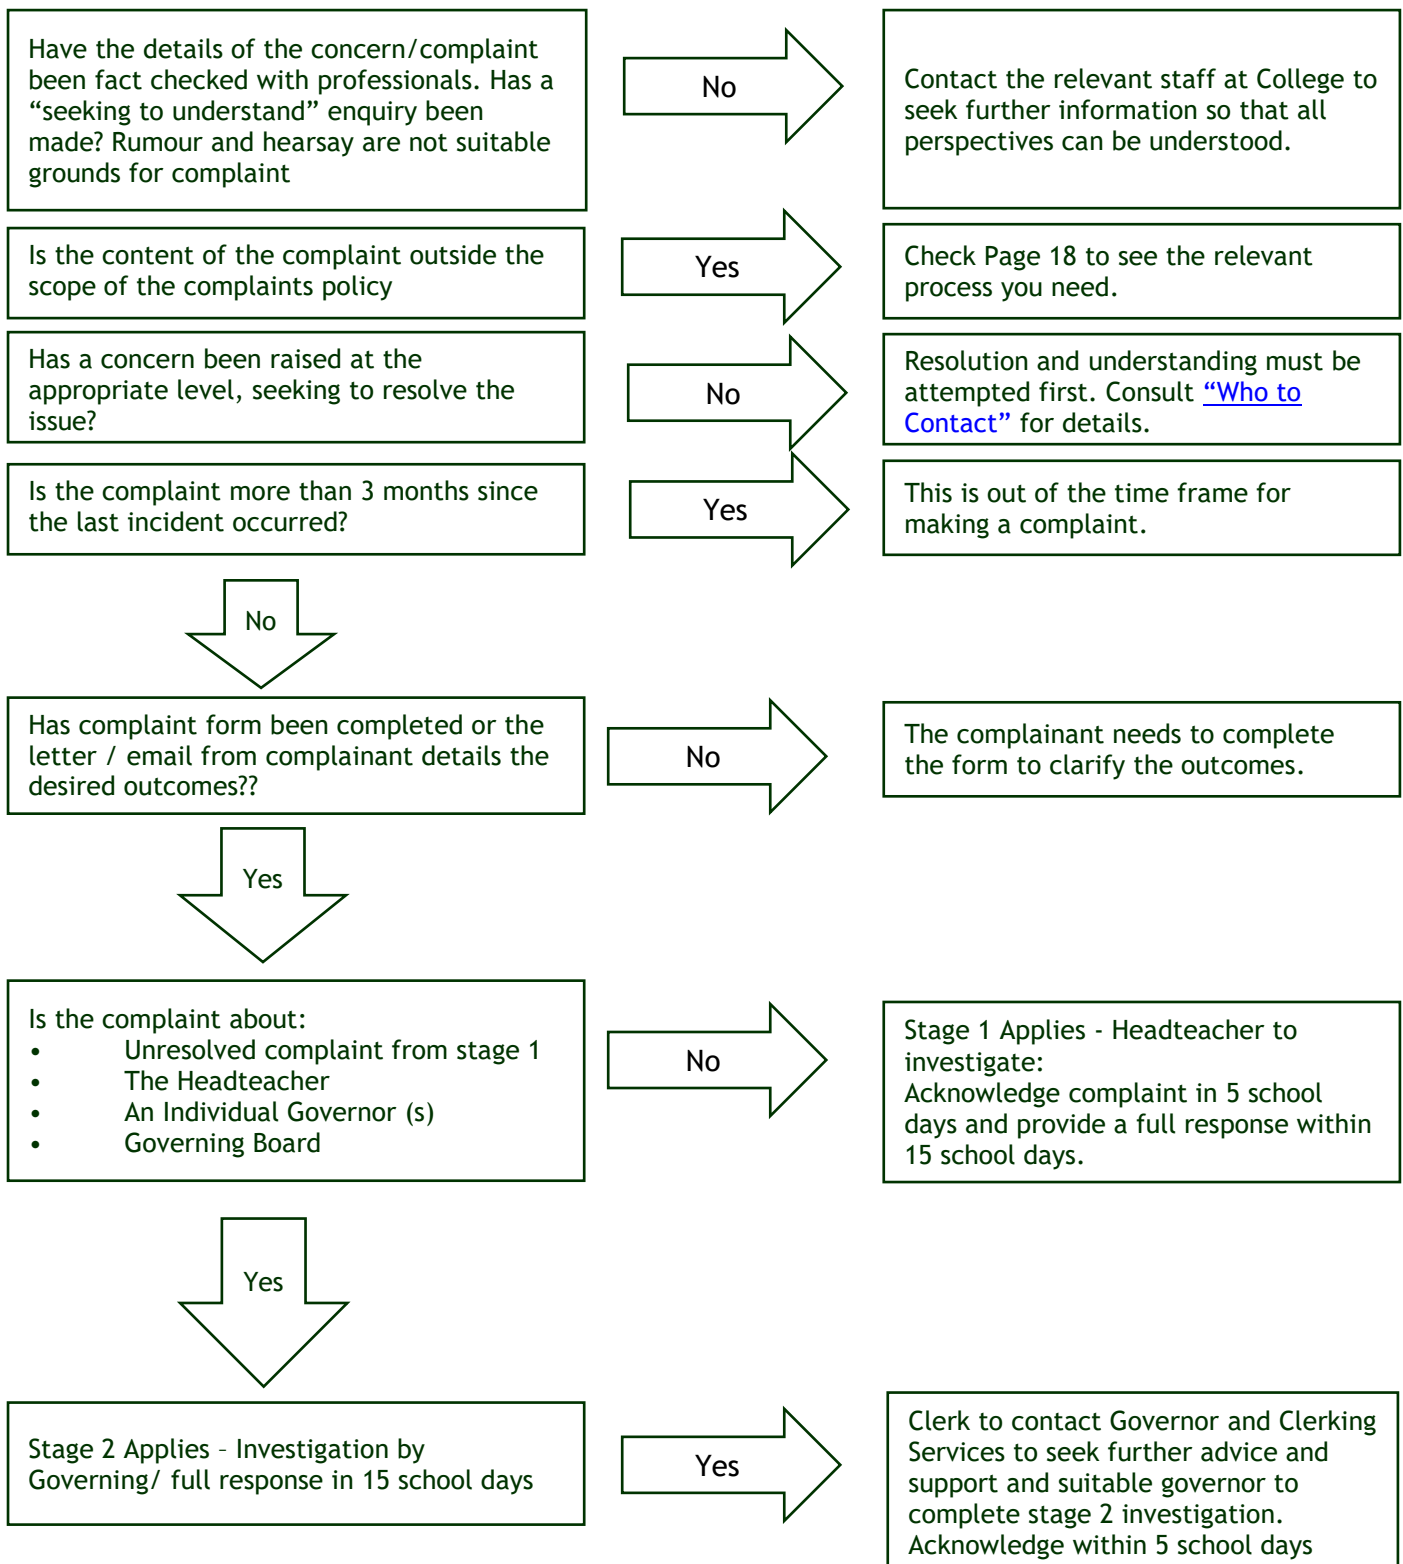 Have the details of the concern/complaint
been fact checked with professionals. Has a
“seeking to understand” enquiry been
made? Rumour and hearsay are not suitable
grounds for complaint
No
Contact the relevant staff at College to
seek further information so that all
perspectives can be understood.
Is the content of the complaint outside the
scope of the complaints policy
Yes
Check Page 18 to see the relevant
process you need.
Has a concern been raised at the
appropriate level, seeking to resolve the
issue?
No
Resolution and understanding must be
attempted first. Consult “Who to
Contact” for details.
Is the complaint more than 3 months since
the last incident occurred?
Yes
This is out of the time frame for
making a complaint.
No
Has complaint form been completed or the
letter / email from complainant details the
desired outcomes??
No
The complainant needs to complete
the form to clarify the outcomes.
Yes
Is the complaint about:
• Unresolved complaint from stage 1
• The Headteacher
• An Individual Governor (s)
• Governing Board
No
Stage 1 Applies - Headteacher to
investigate:
Acknowledge complaint in 5 school
days and provide a full response within
15 school days.
Yes
Stage 2 Applies – Investigation by
Governing/ full response in 15 school days
Yes
Clerk to contact Governor and Clerking
Services to seek further advice and
support and suitable governor to
complete stage 2 investigation.
Acknowledge within 5 school days